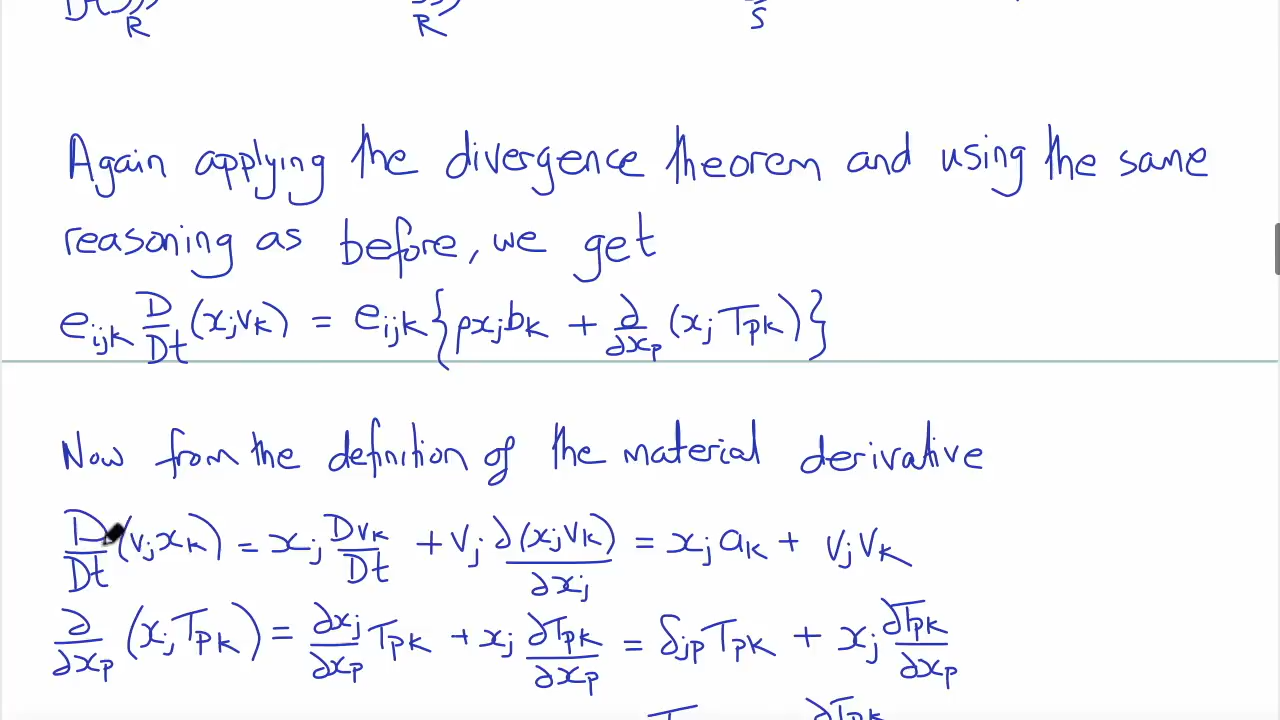 R R S
Again applying the divergence theorem and using the same
reasoning as before, we get
e_ijk D/Dt (x_j v_k) = e_ijk { ρx_j b_k + ∂/∂x_p (x_j T_pk) }
Now from the definition of the material derivative
D/Dt (v_j x_k) = x_j Dv_k/Dt + v_j ∂(x_j v_k)/∂x_j = x_j a_k + v_j v_k
∂/∂x_p (x_j T_pk) = ∂x_j/∂x_p T_pk + x_j ∂T_pk/∂x_p = δ_jp T_pk + x_j ∂T_pk/∂x_p
∂T_pk